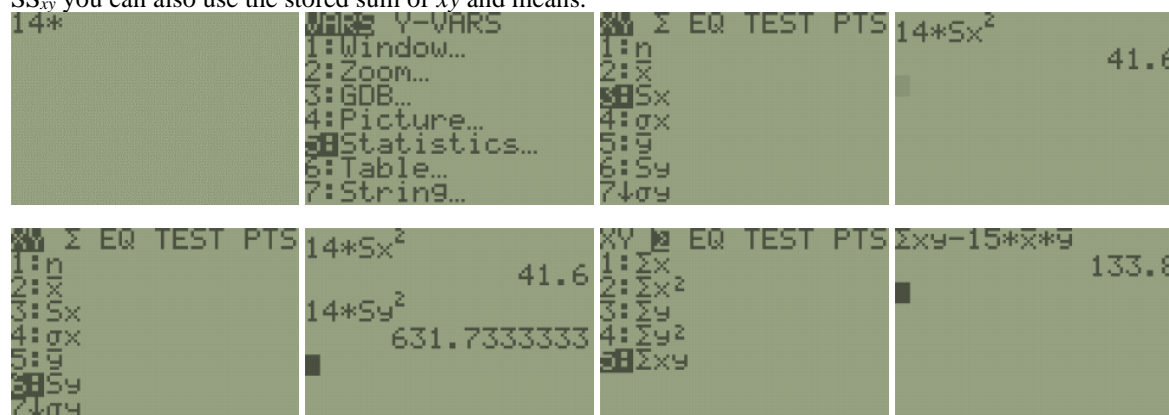 SSxy you can also use the stored sum of xy and means.
14*
VARS Y-VARS
1:Window…
2:Zoom…
3:GDB…
4:Picture…
5:Statistics…
6:Table…
7:String…
XY Σ EQ TEST PTS
1:n
2:x̄
3:Sx
4:σx
5:ȳ
6:Sy
7↓σy
14*Sx²
41.6
XY Σ EQ TEST PTS
1:n
2:x̄
3:Sx
4:σx
5:ȳ
6:Sy
7↓σy
14*Sx²
41.6
14*Sy²
631.7333333
XY Σ EQ TEST PTS
1:Σx
2:Σx²
3:Σy
4:Σy²
5:Σxy
Σxy-15*x̄*ȳ
133.8